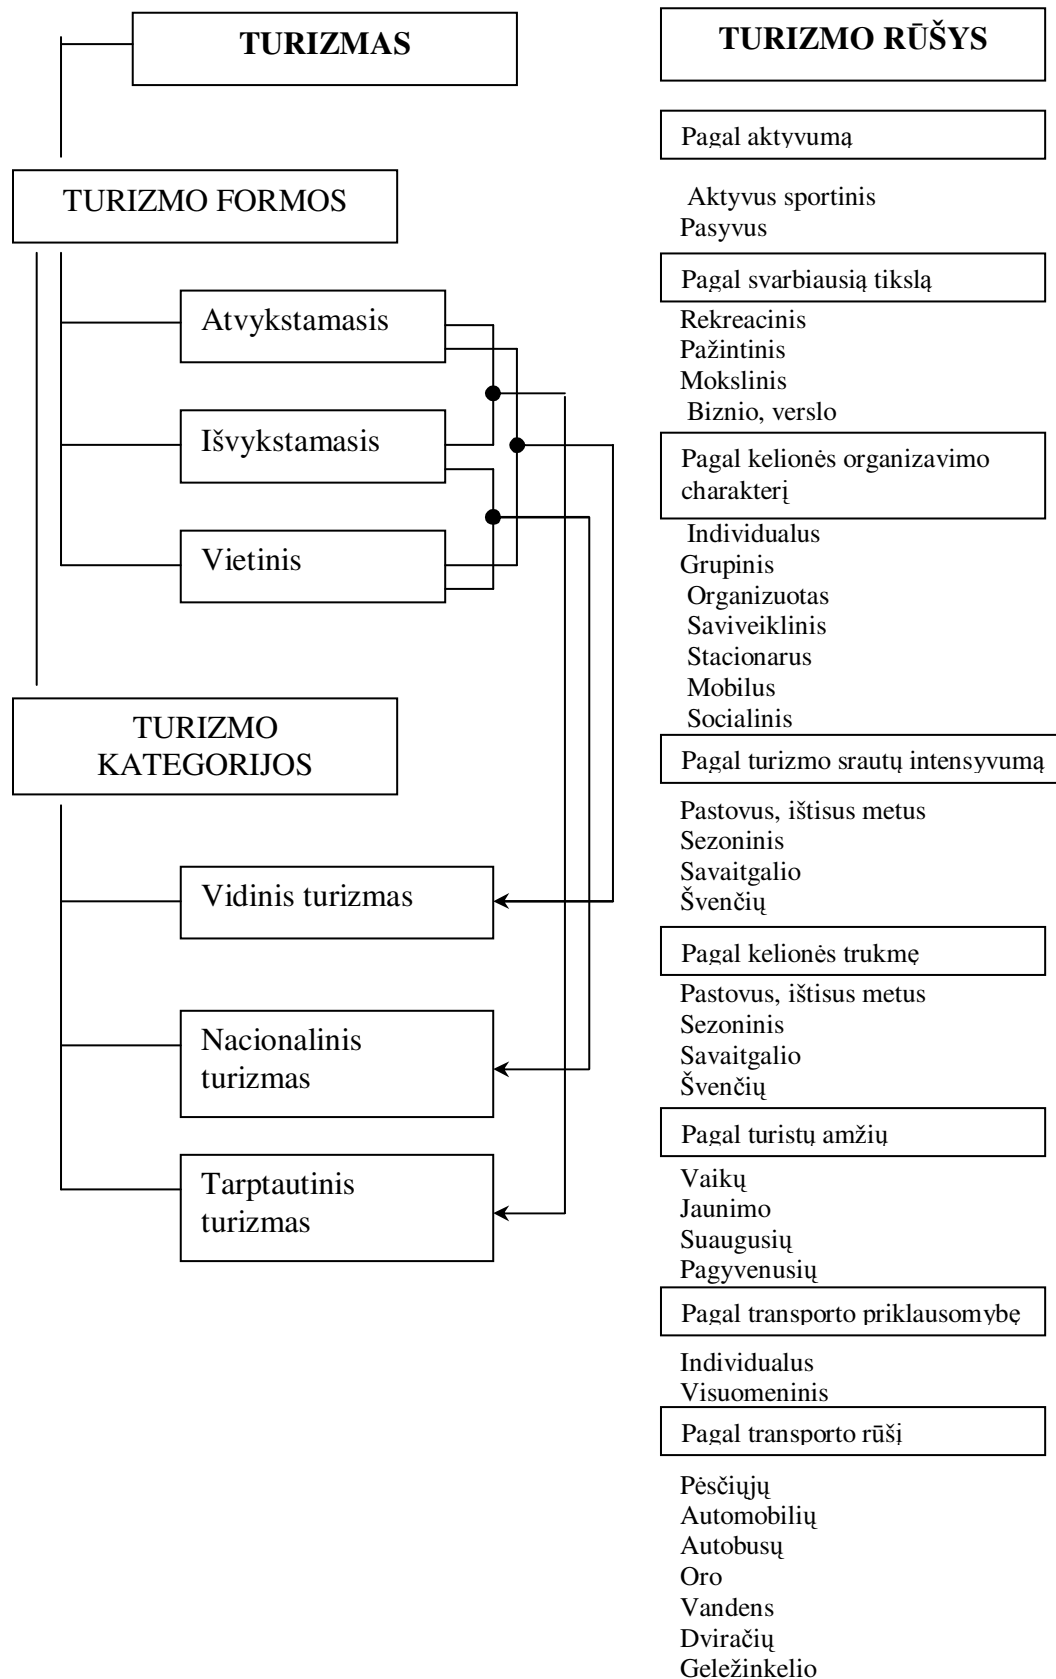 TURIZMAS
TURIZMO FORMOS
Atvykstamasis
Išvykstamasis
Vietinis
TURIZMO
KATEGORIJOS
Vidinis turizmas
Nacionalinis
turizmas
Tarptautinis
turizmas
TURIZMO RŪŠYS
Pagal aktyvumą
Aktyvus sportinis
Pasyvus
Pagal svarbiausią tikslą
Rekreacinis
Pažintinis
Mokslinis
Biznio, verslo
Pagal kelionės organizavimo
charakterį
Individualus
Grupinis
Organizuotas
Saviveiklinis
Stacionarus
Mobilus
Socialinis
Pagal turizmo srautų intensyvumą
Pastovus, ištisus metus
Sezoninis
Savaitgalio
Švenčių
Pagal kelionės trukmę
Pastovus, ištisus metus
Sezoninis
Savaitgalio
Švenčių
Pagal turistų amžių
Vaikų
Jaunimo
Suaugusių
Pagyvenusių
Pagal transporto priklausomybę
Individualus
Visuomeninis
Pagal transporto rūšį
Pėsčiųjų
Automobilių
Autobusų
Oro
Vandens
Dviračių
Geležinkelio